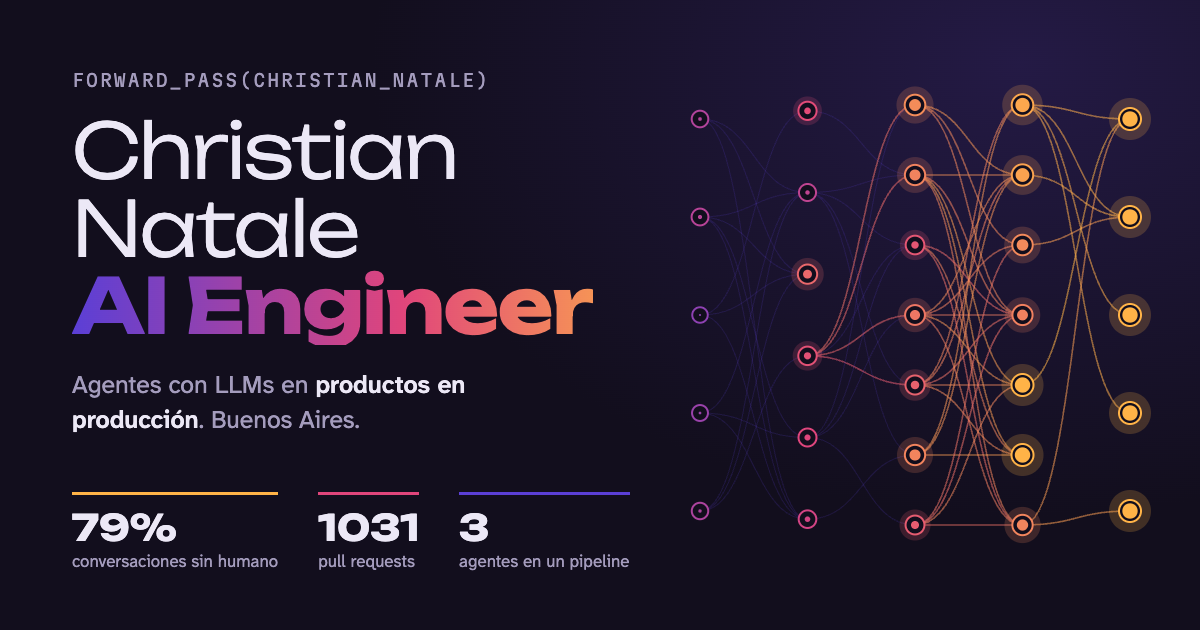 FORWARD_PASS(CHRISTIAN_NATALE)
Christian
Natale
AI Engineer
Agentes con LLMs en productos en
producción. Buenos Aires.
79%
conversaciones sin humano
1031
pull requests
3
agentes en un pipeline